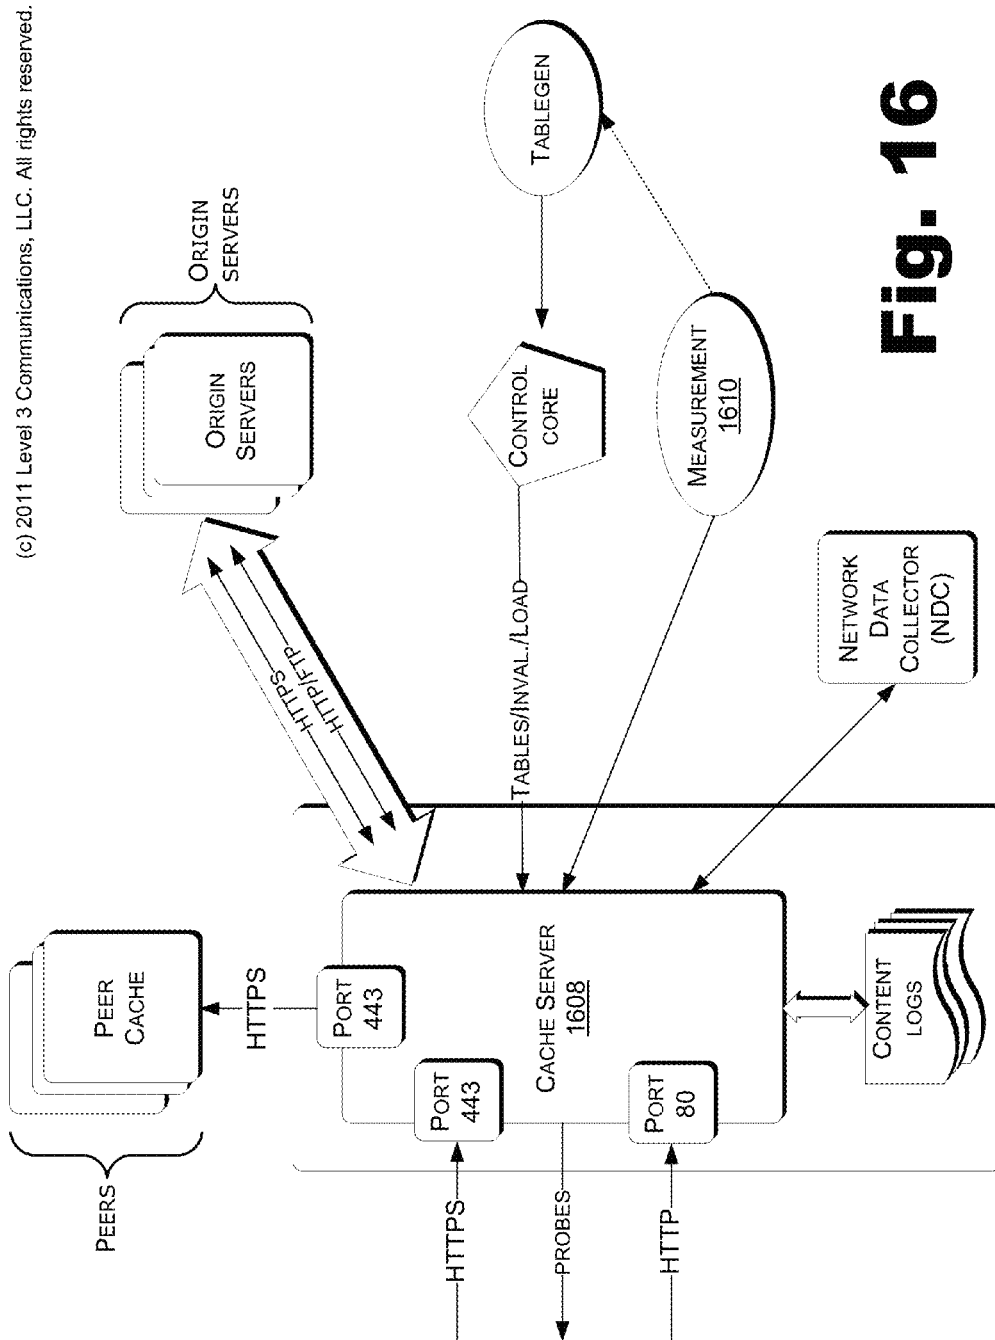 (c) 2011 Level 3 Communications, LLC. All rights reserved.
PEERS
PEER
CACHE
HTTPS
ORIGIN
SERVERS
ORIGIN
SERVERS
HTTPS
HTTP/FTP
PORT
443
PORT
443
HTTPS
CACHE SERVER
1608
PROBES
PORT
80
HTTP
TABLES/INVAL./LOAD
CONTROL
CORE
TABLEGEN
MEASUREMENT
1610
NETWORK
DATA
COLLECTOR
(NDC)
CONTENT
LOGS
Fig. 16